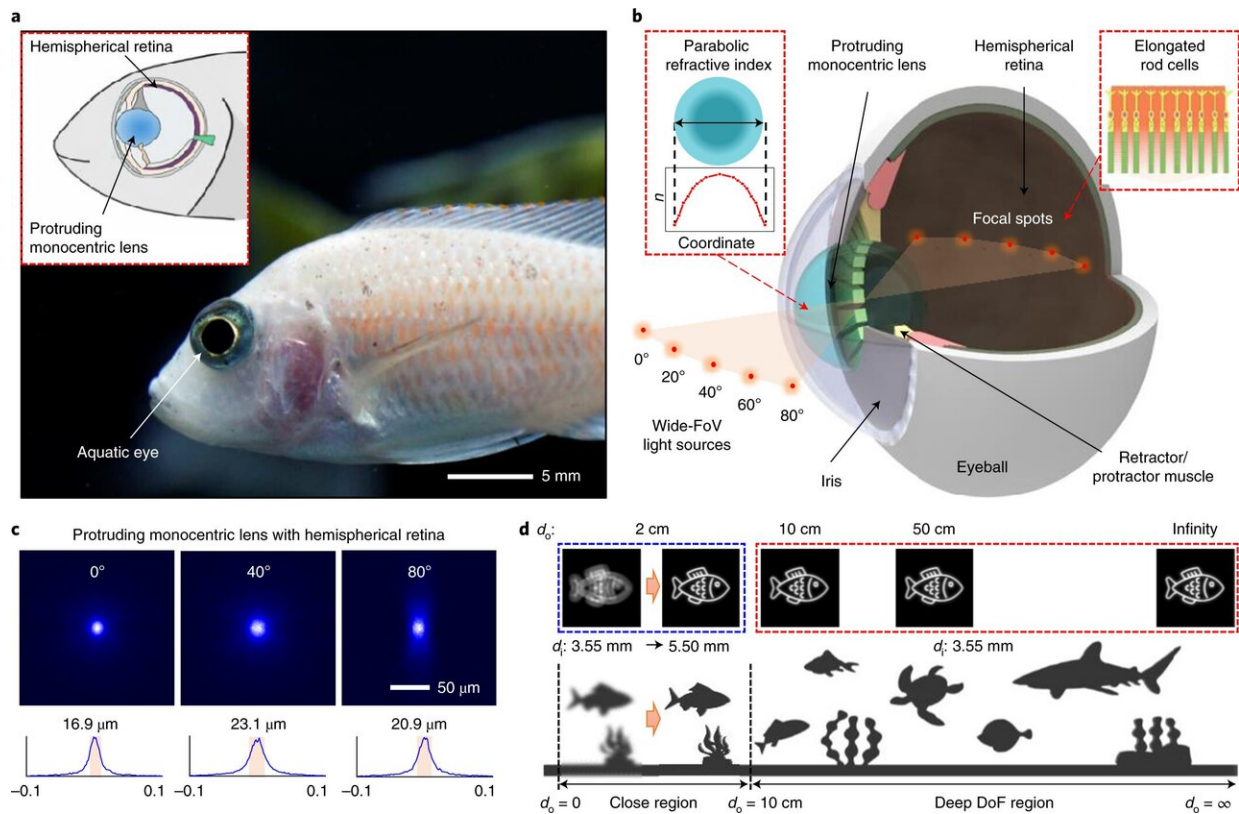 a
Hemispherical retina
Protruding
monocentric lens
Aquatic eye
5 mm
b
Parabolic
refractive index
n
Coordinate
Protruding
monocentric lens
Hemispherical
retina
Elongated
rod cells
Focal spots
0°
20°
40°
60°
80°
Wide-FoV
light sources
Iris
Eyeball
Retractor/
protractor muscle
c
Protruding monocentric lens with hemispherical retina
0°
40°
80°
50 μm
16.9 μm
23.1 μm
20.9 μm
–0.1 0.1
–0.1 0.1
–0.1 0.1
d
dₒ: 2 cm 10 cm 50 cm Infinity
dᵢ: 3.55 mm → 5.50 mm
dᵢ: 3.55 mm
dₒ = 0
Close region
dₒ = 10 cm
Deep DoF region
dₒ = ∞